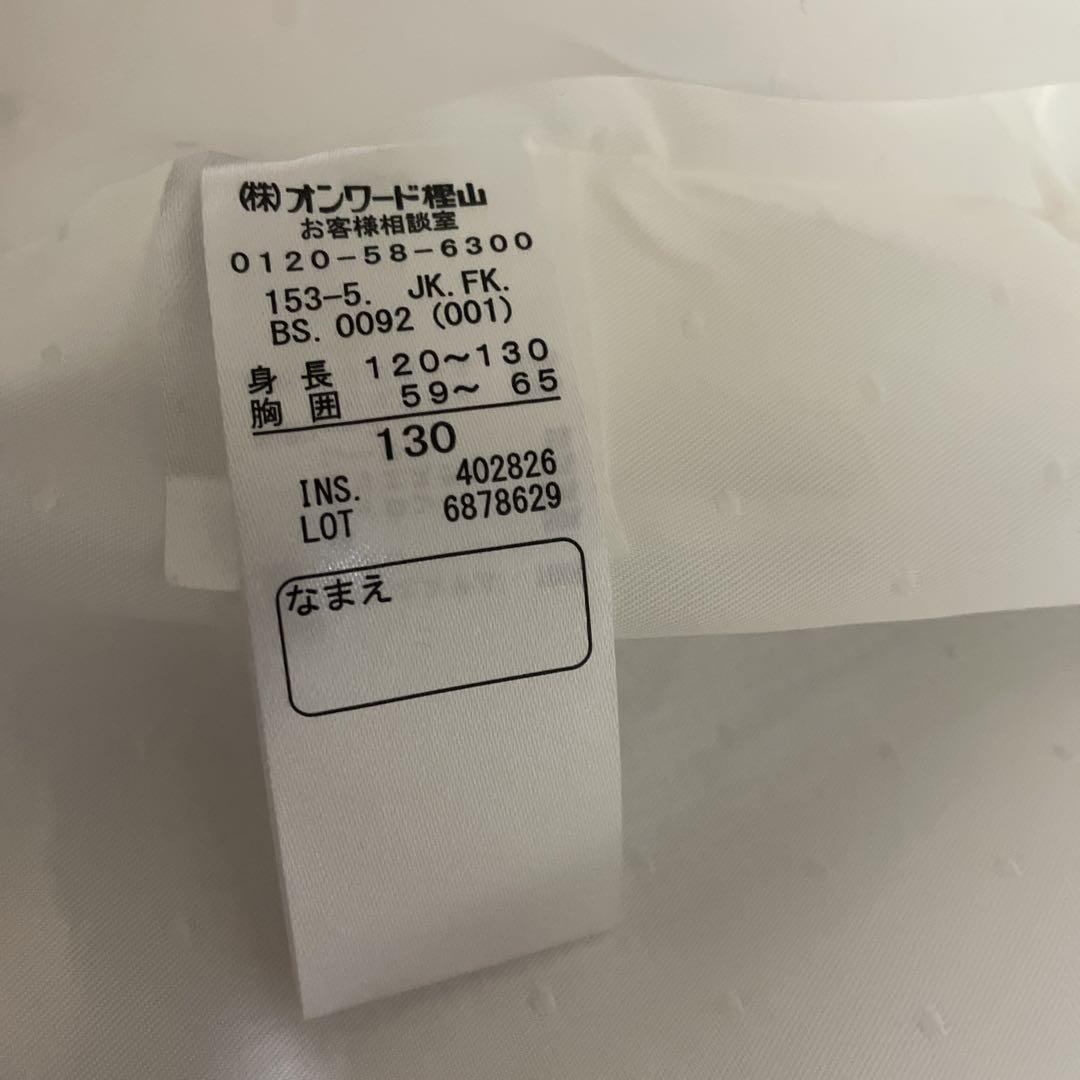 (株)オンワード樫山
お客様相談室
0120-58-6300
153-5. JK.FK.
BS. 0092 (001)
身長 120〜130
胸囲 59〜 65
130
INS. 402826
LOT 6878629
なまえ